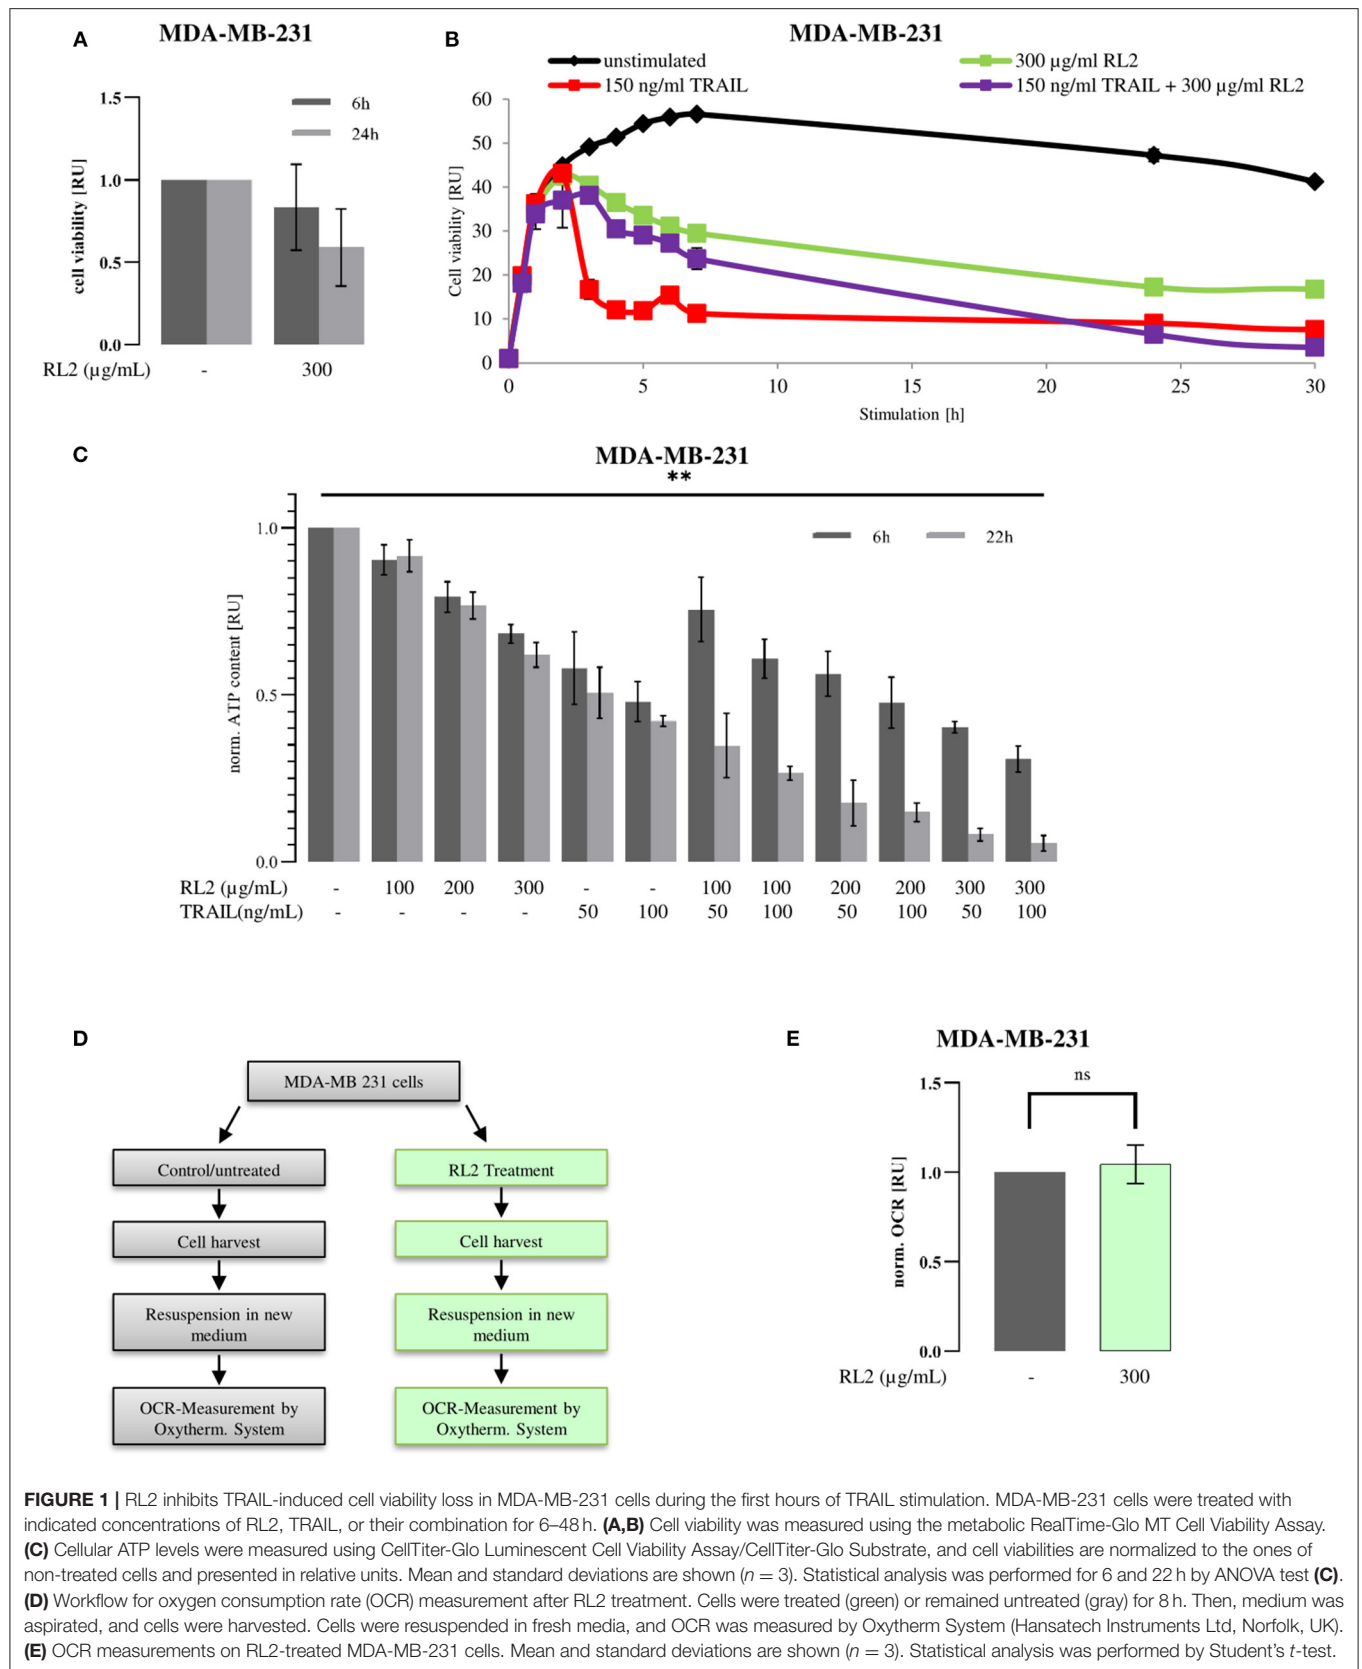 A
MDA-MB-231
1.5
1.0
0.5
0.0
cell viability [RU]
6h
24h
RL2 (µg/mL)
-
300
B
MDA-MB-231
unstimulated
300 µg/ml RL2
150 ng/ml TRAIL
150 ng/ml TRAIL + 300 µg/ml RL2
60
50
40
30
20
10
0
Cell viability [RU]
0 5 10 15 20 25 30
Stimulation [h]
C
MDA-MB-231
**
1.0
0.5
0.0
norm. ATP content [RU]
6h
22h
RL2 (µg/mL) - 100 200 300 - - 100 100 200 200 300 300
TRAIL(ng/mL) - - - - 50 100 50 100 50 100 50 100
D
MDA-MB 231 cells
Control/untreated
Cell harvest
Resuspension in new
medium
OCR-Measurement by
Oxytherm. System
RL2 Treatment
Cell harvest
Resuspension in new
medium
OCR-Measurement by
Oxytherm. System
E
MDA-MB-231
ns
1.5
1.0
0.5
0.0
norm. OCR [RU]
RL2 (µg/mL)
-
300
FIGURE 1 | RL2 inhibits TRAIL-induced cell viability loss in MDA-MB-231 cells during the first hours of TRAIL stimulation. MDA-MB-231 cells were treated with
indicated concentrations of RL2, TRAIL, or their combination for 6–48 h. (A,B) Cell viability was measured using the metabolic RealTime-Glo MT Cell Viability Assay.
(C) Cellular ATP levels were measured using CellTiter-Glo Luminescent Cell Viability Assay/CellTiter-Glo Substrate, and cell viabilities are normalized to the ones of
non-treated cells and presented in relative units. Mean and standard deviations are shown (n = 3). Statistical analysis was performed for 6 and 22 h by ANOVA test (C).
(D) Workflow for oxygen consumption rate (OCR) measurement after RL2 treatment. Cells were treated (green) or remained untreated (gray) for 8 h. Then, medium was
aspirated, and cells were harvested. Cells were resuspended in fresh media, and OCR was measured by Oxytherm System (Hansatech Instruments Ltd, Norfolk, UK).
(E) OCR measurements on RL2-treated MDA-MB-231 cells. Mean and standard deviations are shown (n = 3). Statistical analysis was performed by Student's t-test.